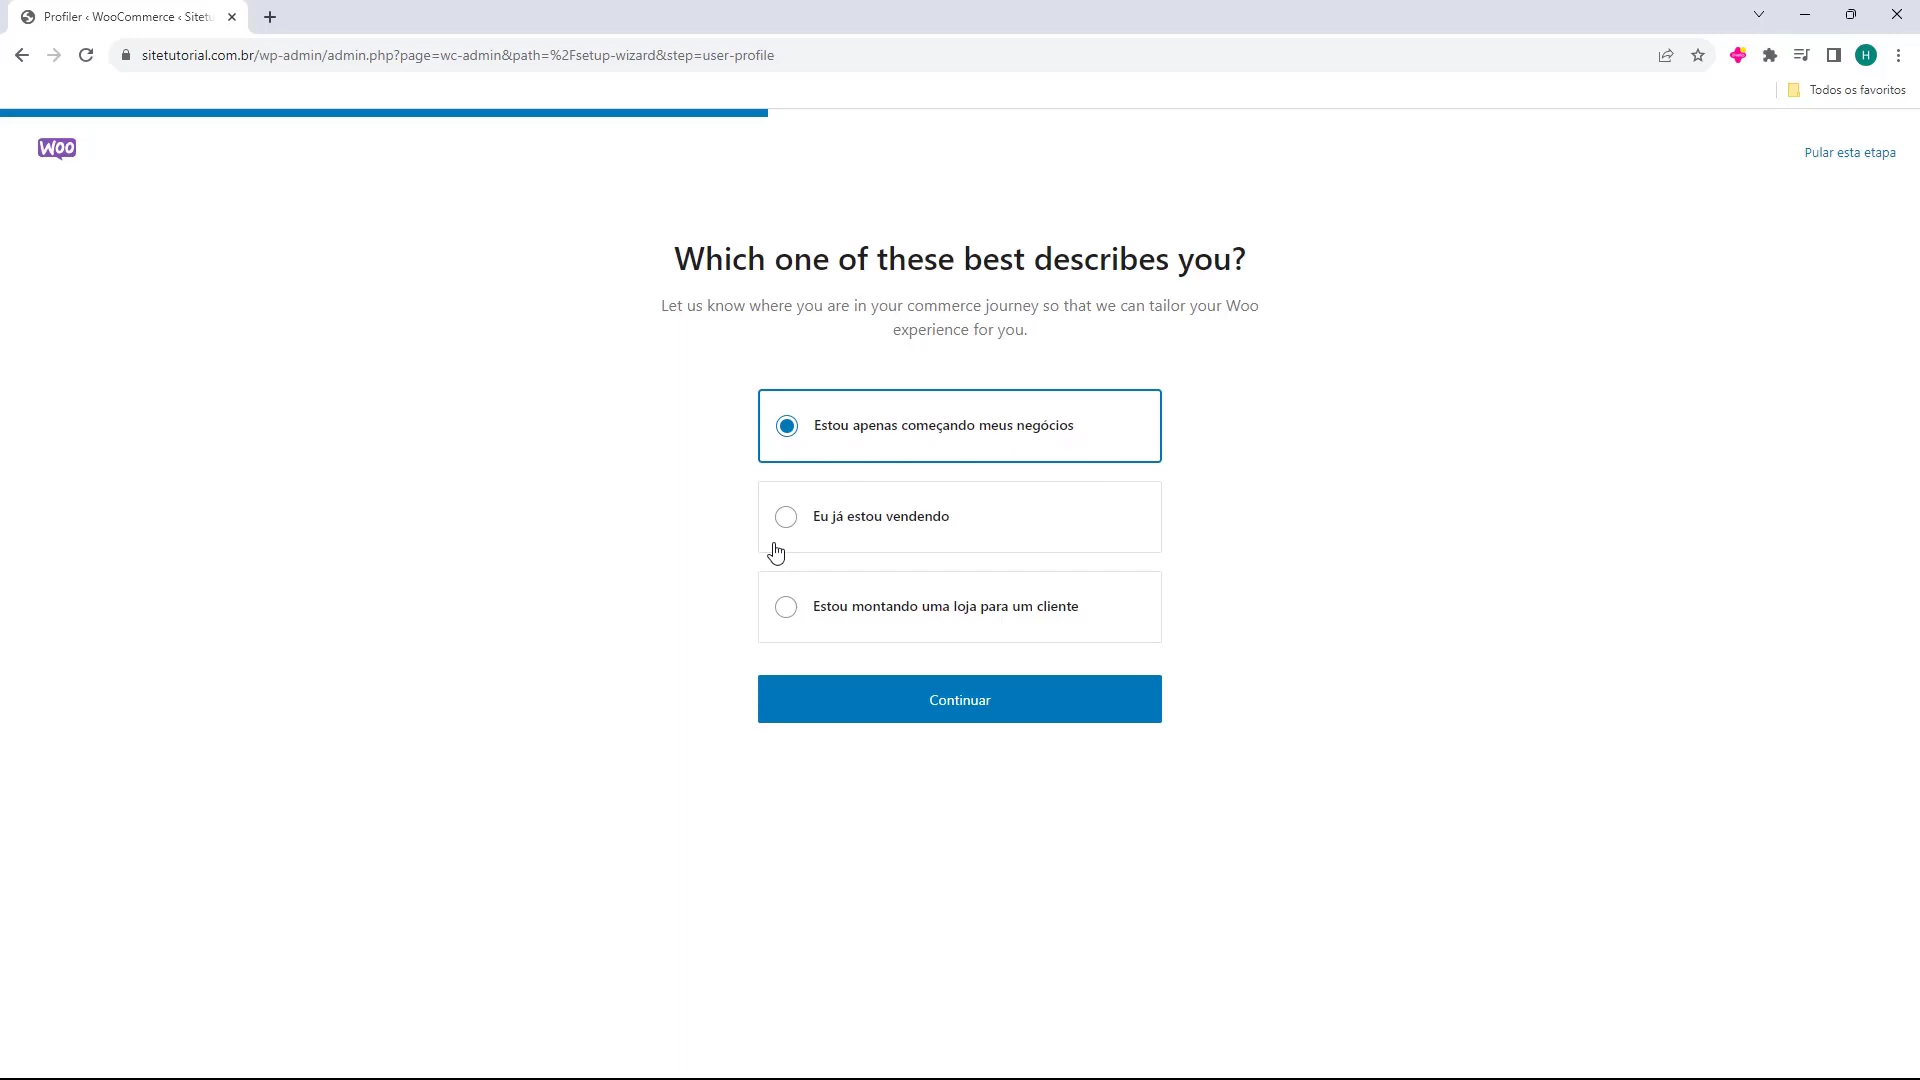 Profiler ‹ WooCommerce ‹ Sitetu
sitetutorial.com.br/wp-admin/admin.php?page=wc-admin&path=%2Fsetup-wizard&step=user-profile
H
Todos os favoritos
WOO
Pular esta etapa
Which one of these best describes you?
Let us know where you are in your commerce journey so that we can tailor your Woo
experience for you.
Estou apenas começando meus negócios
Eu já estou vendendo
Estou montando uma loja para um cliente
Continuar